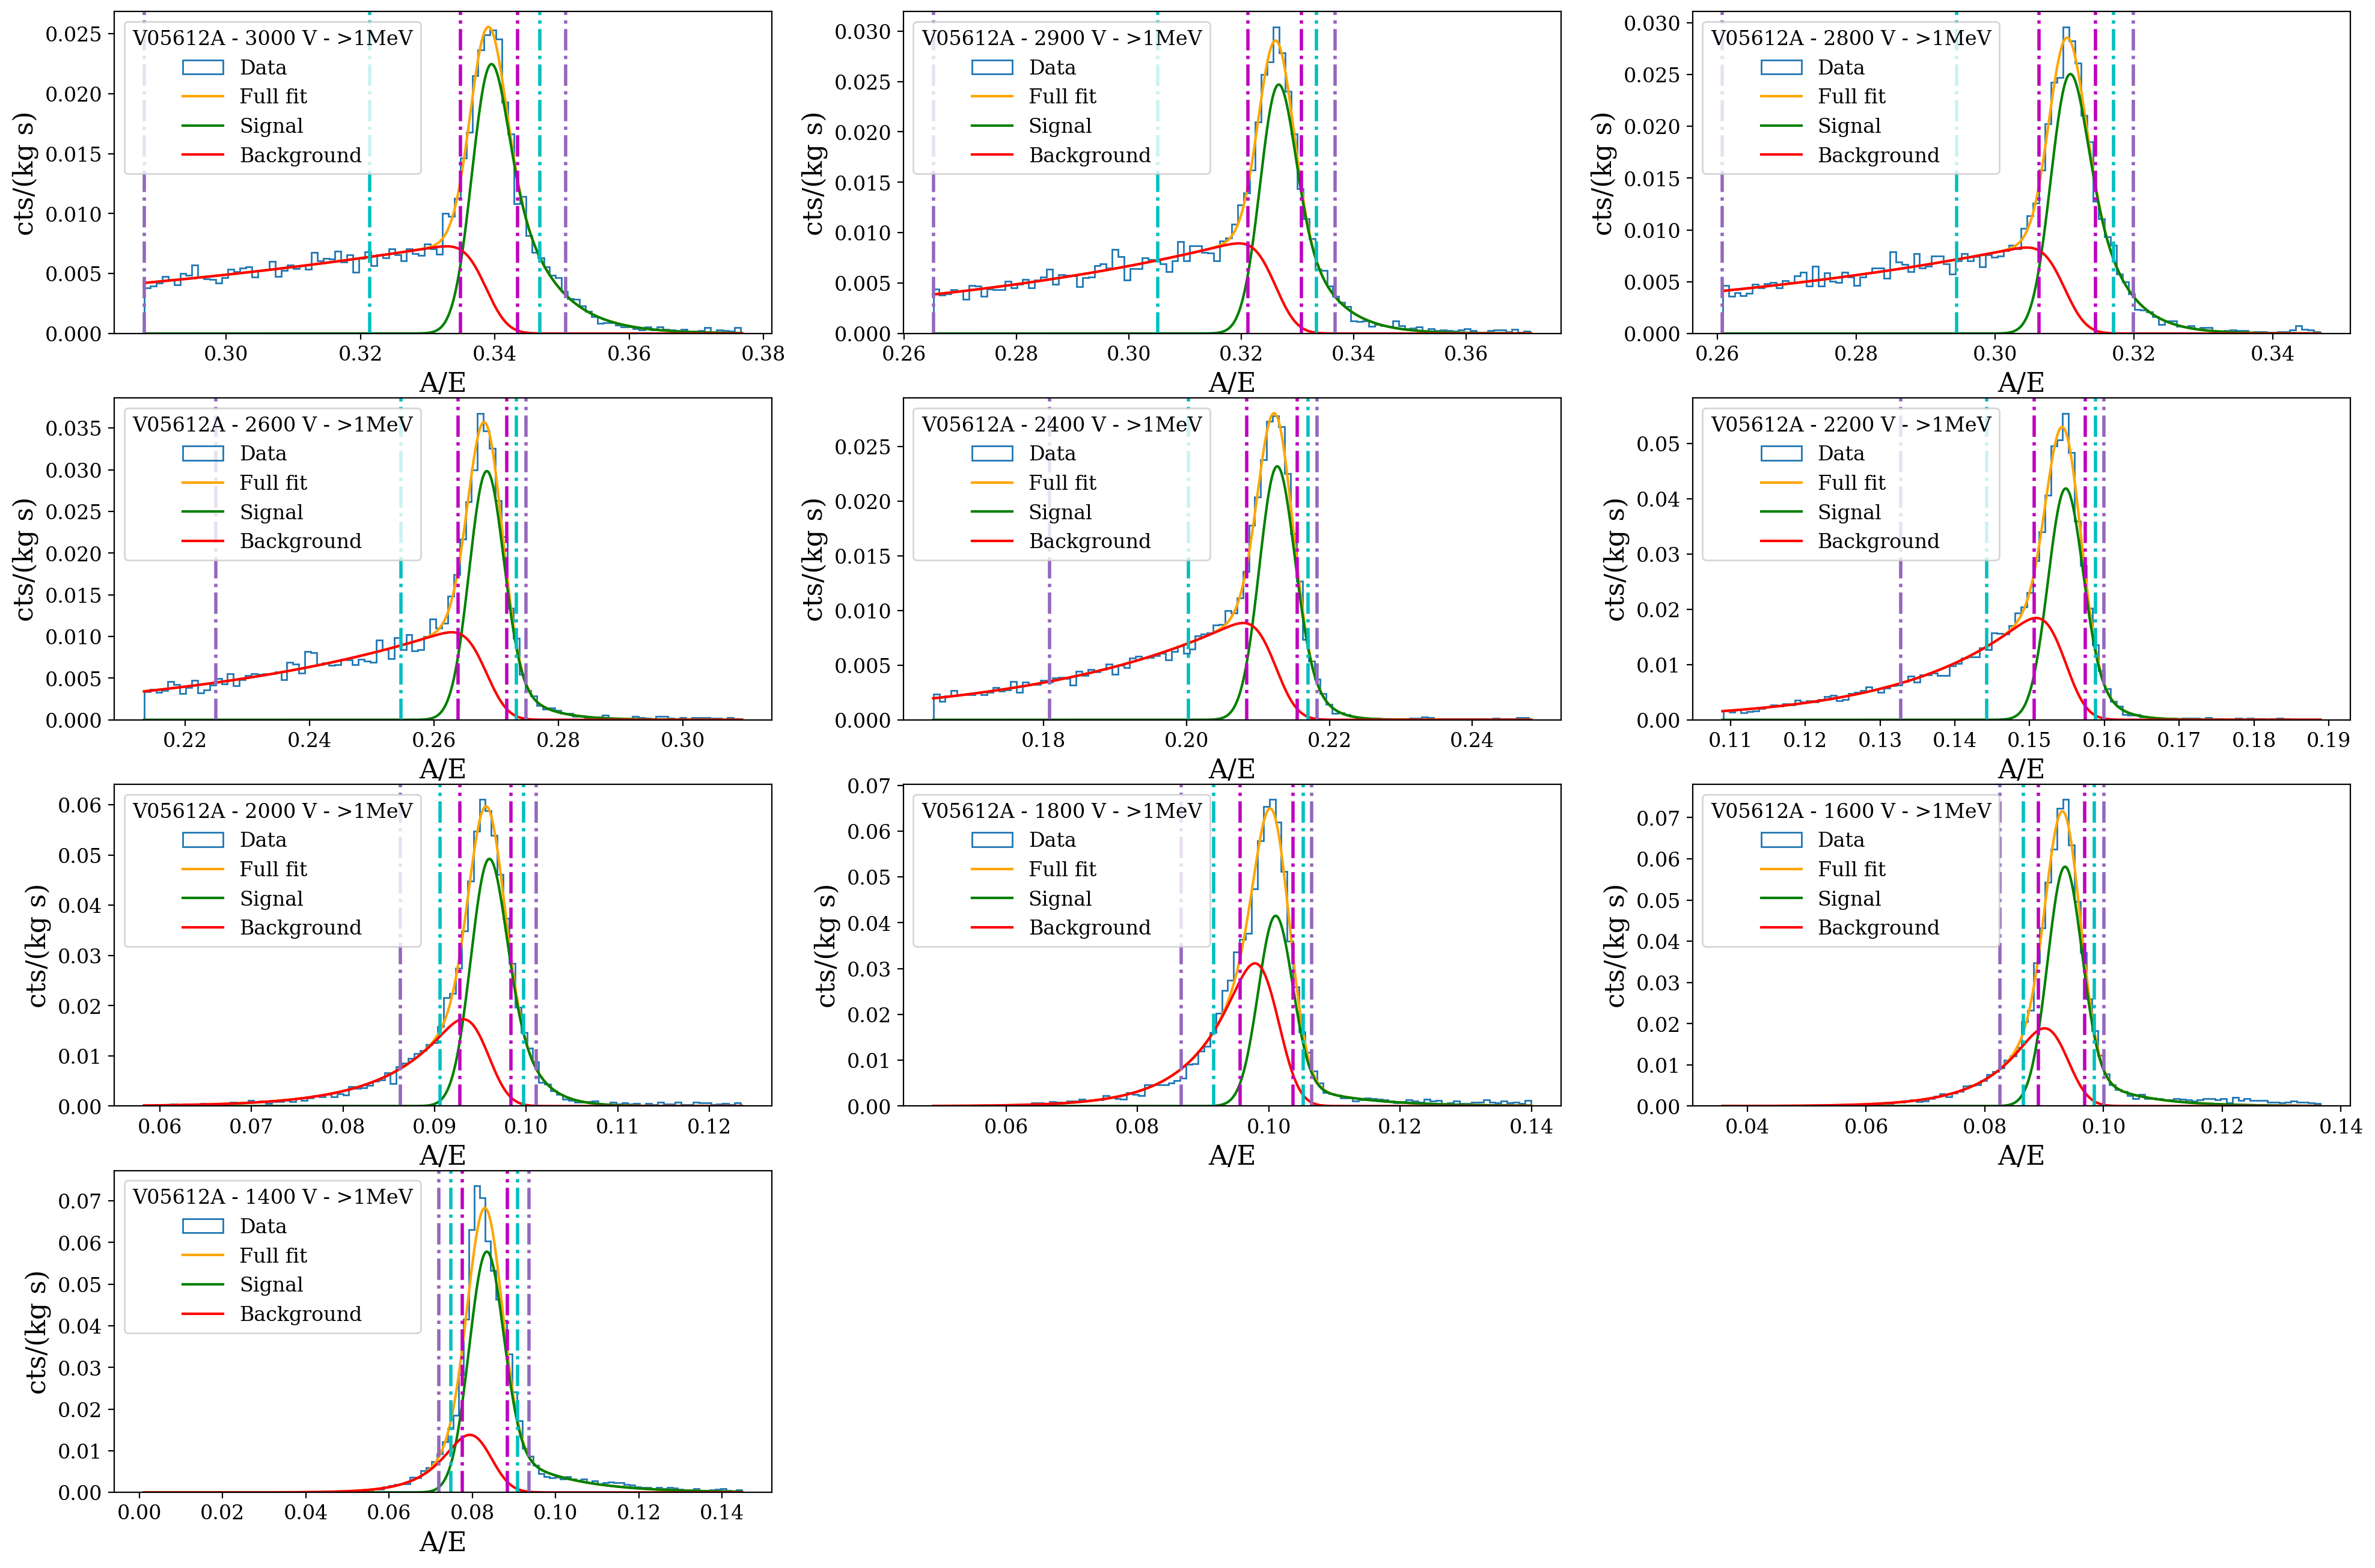 V05612A - 3000 V - >1MeV
Data
Full fit
Signal
Background
cts/(kg s)
0.025
0.020
0.015
0.010
0.005
0.000
0.30 0.32 0.34 0.36 0.38
A/E
V05612A - 2900 V - >1MeV
Data
Full fit
Signal
Background
cts/(kg s)
0.030
0.025
0.020
0.015
0.010
0.005
0.000
0.26 0.28 0.30 0.32 0.34 0.36
A/E
V05612A - 2800 V - >1MeV
Data
Full fit
Signal
Background
cts/(kg s)
0.030
0.025
0.020
0.015
0.010
0.005
0.000
0.26 0.28 0.30 0.32 0.34
A/E
V05612A - 2600 V - >1MeV
Data
Full fit
Signal
Background
cts/(kg s)
0.035
0.030
0.025
0.020
0.015
0.010
0.005
0.000
0.22 0.24 0.26 0.28 0.30
A/E
V05612A - 2400 V - >1MeV
Data
Full fit
Signal
Background
cts/(kg s)
0.025
0.020
0.015
0.010
0.005
0.000
0.18 0.20 0.22 0.24
A/E
V05612A - 2200 V - >1MeV
Data
Full fit
Signal
Background
cts/(kg s)
0.05
0.04
0.03
0.02
0.01
0.00
0.11 0.12 0.13 0.14 0.15 0.16 0.17 0.18 0.19
A/E
V05612A - 2000 V - >1MeV
Data
Full fit
Signal
Background
cts/(kg s)
0.06
0.05
0.04
0.03
0.02
0.01
0.00
0.06 0.07 0.08 0.09 0.10 0.11 0.12
A/E
V05612A - 1800 V - >1MeV
Data
Full fit
Signal
Background
cts/(kg s)
0.07
0.06
0.05
0.04
0.03
0.02
0.01
0.00
0.06 0.08 0.10 0.12 0.14
A/E
V05612A - 1600 V - >1MeV
Data
Full fit
Signal
Background
cts/(kg s)
0.07
0.06
0.05
0.04
0.03
0.02
0.01
0.00
0.04 0.06 0.08 0.10 0.12 0.14
A/E
V05612A - 1400 V - >1MeV
Data
Full fit
Signal
Background
cts/(kg s)
0.07
0.06
0.05
0.04
0.03
0.02
0.01
0.00
0.00 0.02 0.04 0.06 0.08 0.10 0.12 0.14
A/E